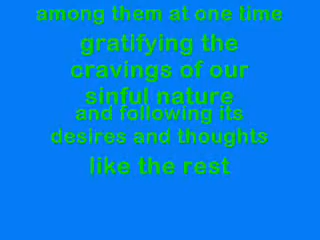 among them at one time
gratifying the
cravings of our
sinful nature
and following its
desires and thoughts
like the rest